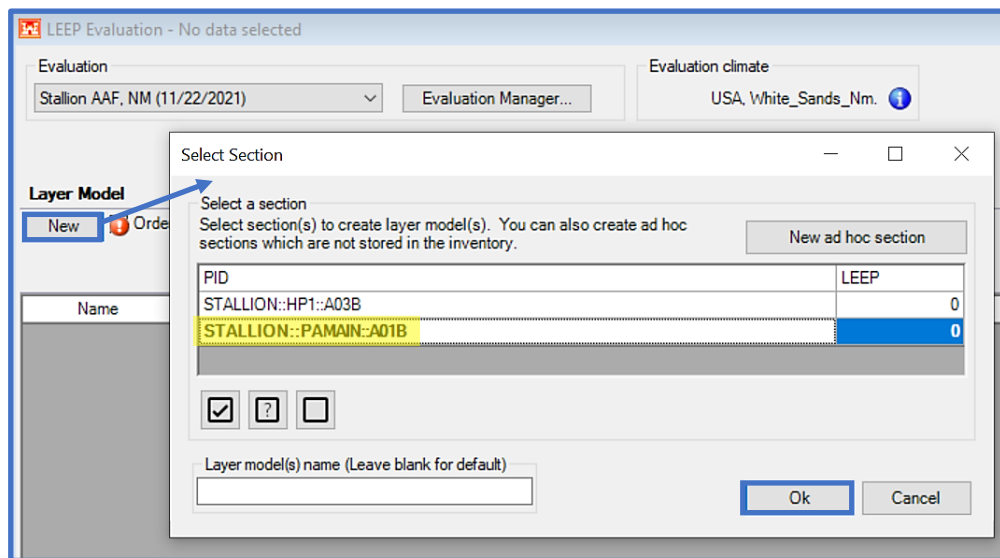 LEEP Evaluation - No data selected
Evaluation
Evaluation climate
Stallion AAF, NM (11/22/2021)
Evaluation Manager...
USA, White_Sands_Nm.
Select Section
Layer Model
New
Select a section
Select section(s) to create layer model(s). You can also create ad hoc
sections which are not stored in the inventory.
New ad hoc section
PID LEEP
STALLION::HP1::A03B 0
STALLION::PAMAIN::A01B 0
Name
Layer model(s) name (Leave blank for default)
Ok
Cancel